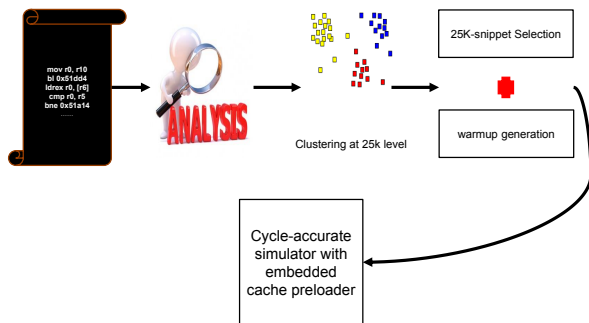 mov r0, r10
bl 0x51dd4
ldrex r0, [r6]
cmp r0, r5
bne 0x51a14
......
ANALYSIS
Clustering at 25k level
25K-snippet Selection
warmup generation
Cycle-accurate
simulator with
embedded
cache preloader